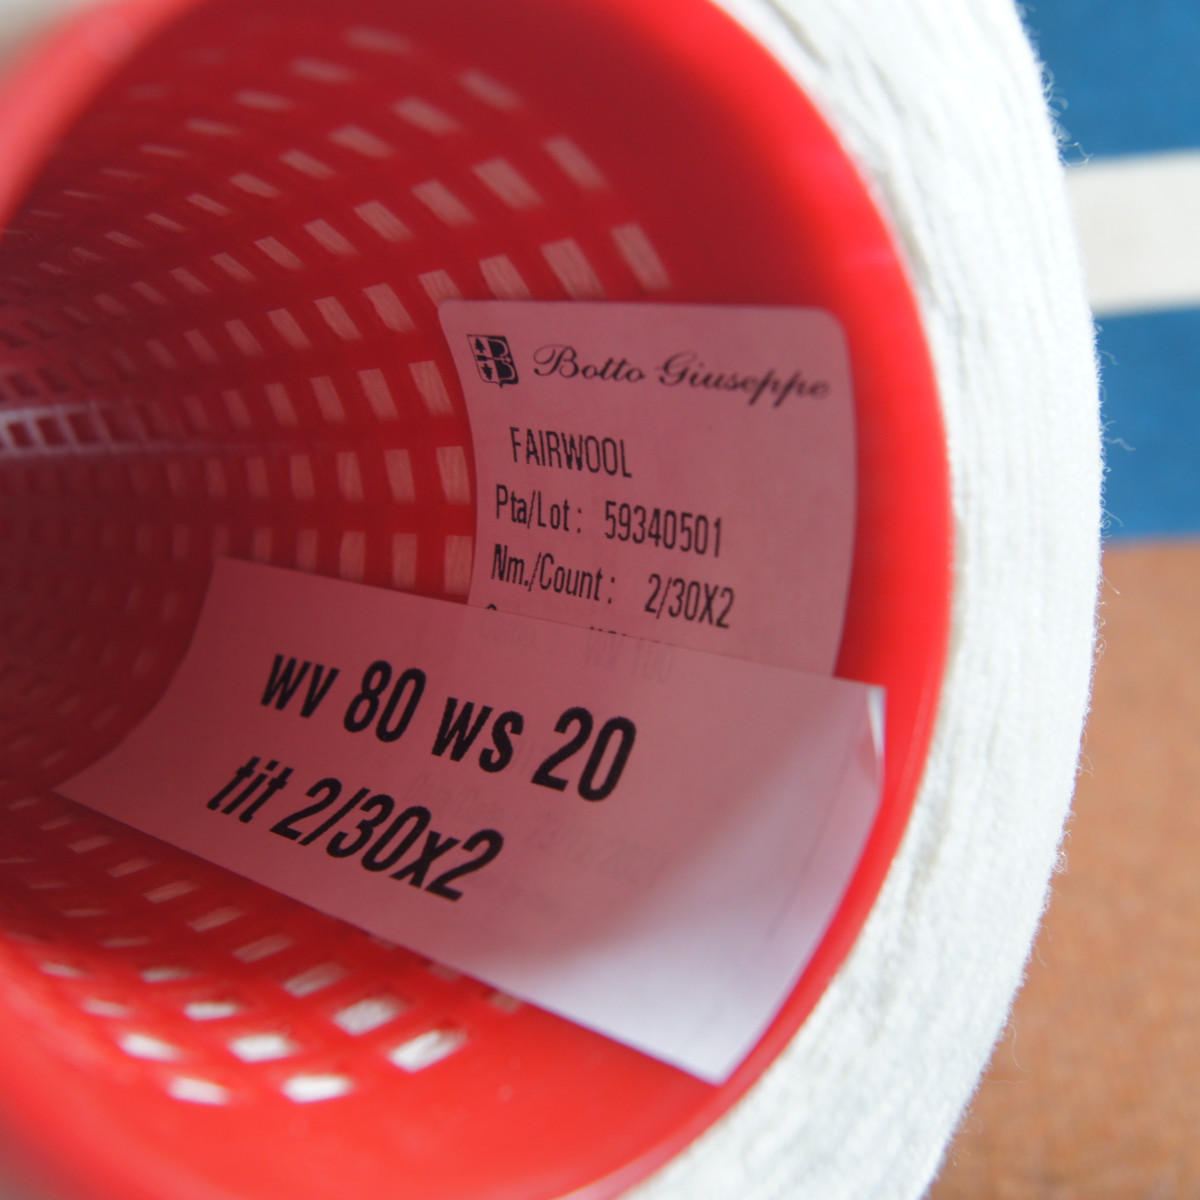 Botto Giuseppe
FAIRWOOL
Pta/Lot: 59340501
Nm./Count: 2/30X2
wv 80 ws 20
tit 2/30x2